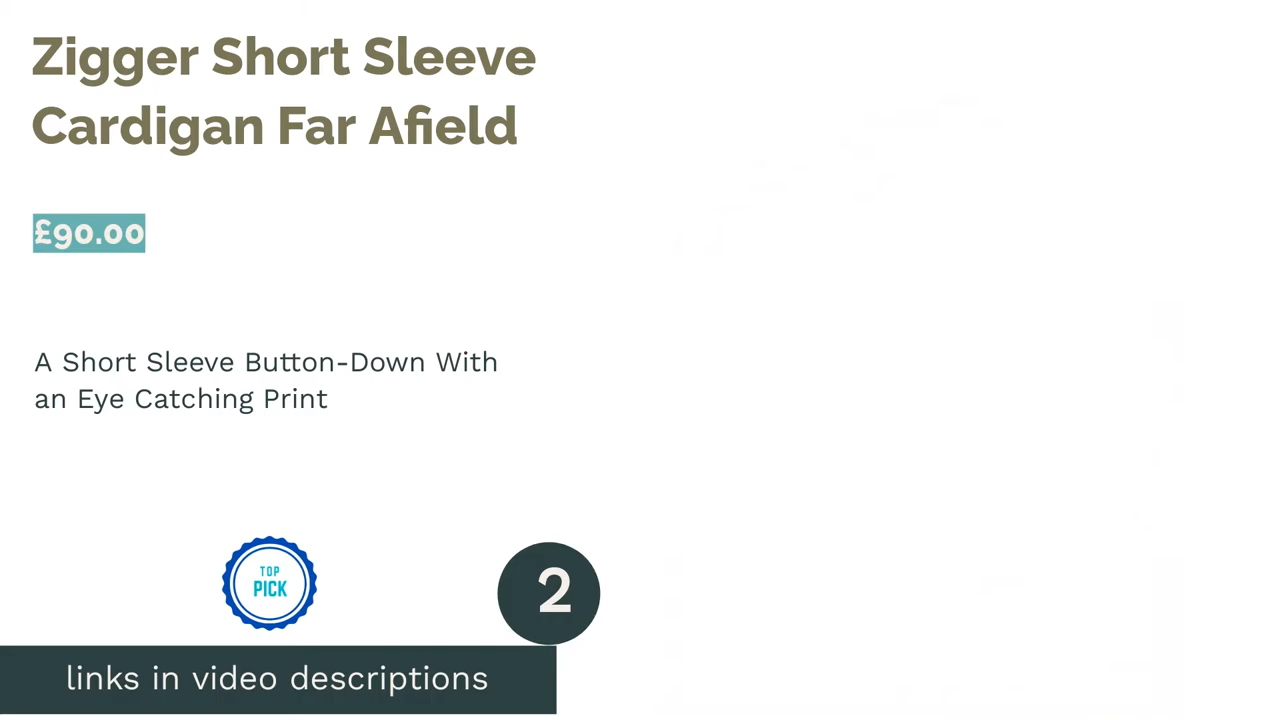 Zigger Short Sleeve
Cardigan Far Afield
£90.00
A Short Sleeve Button-Down With
an Eye Catching Print
TOP
PICK
2
links in video descriptions